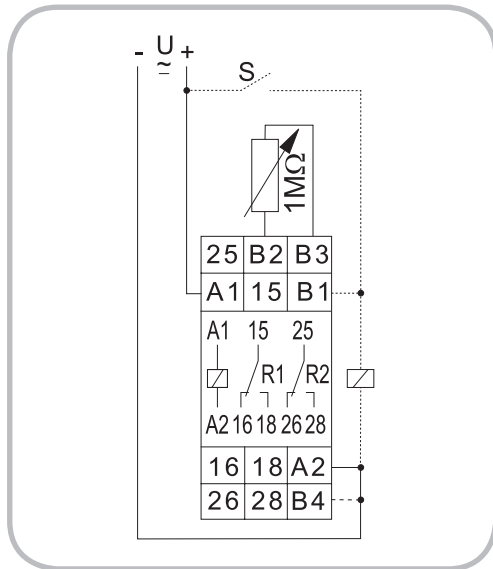 - U +
~
=
S
1MΩ
25 B2 B3
A1 15 B1
A1 15 25
R1 R2
A2 16 18 26 28
16 18 A2
26 28 B4